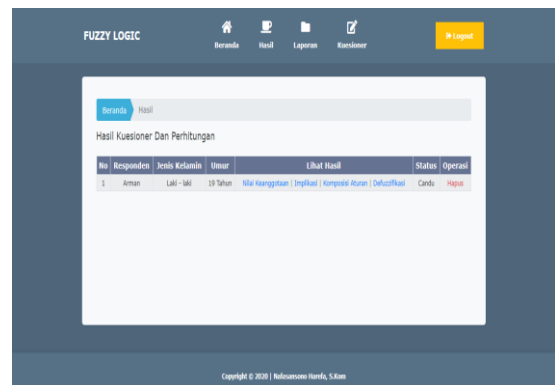 FUZZY LOGIC
Beranda Hasil Laporan Kuesioner
Logout
Beranda Hasil
Hasil Kuesioner Dan Perhitungan
No Responden Jenis Kelamin Umur Lihat Hasil Status Operasi
1 Arman Laki - laki 19 Tahun Nilai Keanggotaan | Implikasi | Komposisi Aturan | Defuzzifikasi Candu Hapus
Copyright © 2020 | Nofasansono Harefa, S.Kom